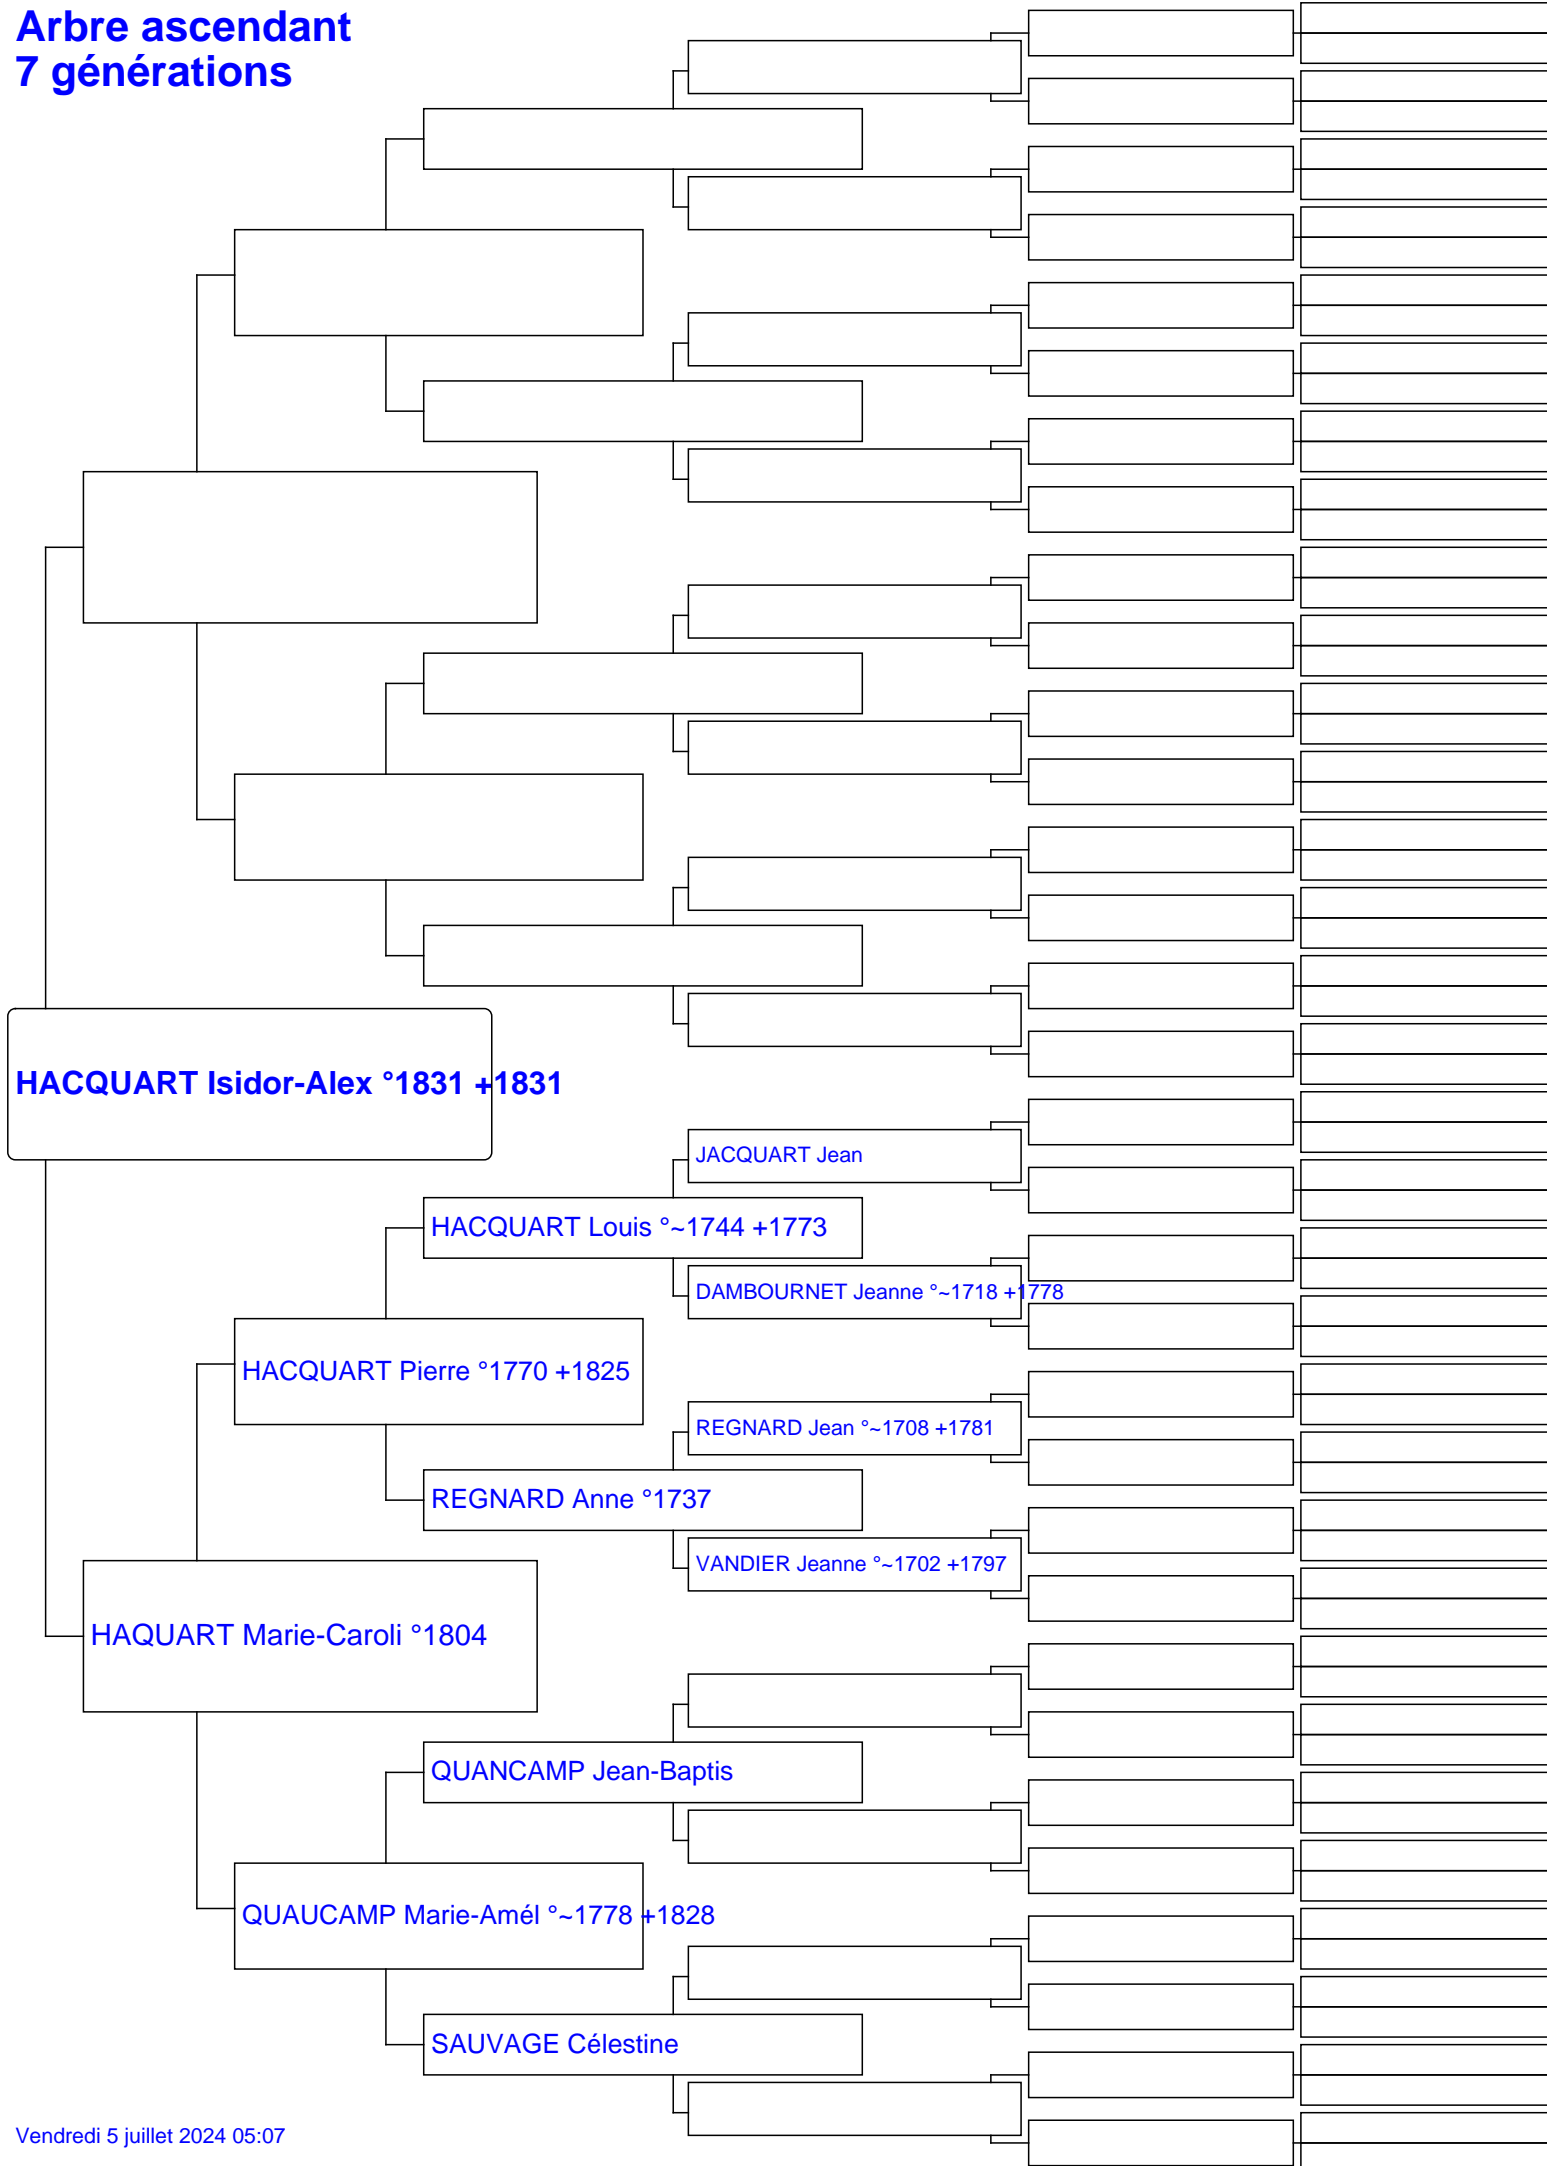 Arbre ascendant
7 générations
HACQUART Isidor-Alex °1831 +1831
JACQUART Jean
HACQUART Louis °~1744 +1773
DAMBOURNET Jeanne °~1718 +1778
HACQUART Pierre °1770 +1825
REGNARD Jean °~1708 +1781
REGNARD Anne °1737
VANDIER Jeanne °~1702 +1797
HAQUART Marie-Caroli °1804
QUANCAMP Jean-Baptis
QUAUCAMP Marie-Amél °~1778 +1828
SAUVAGE Célestine
Vendredi 5 juillet 2024 05:07